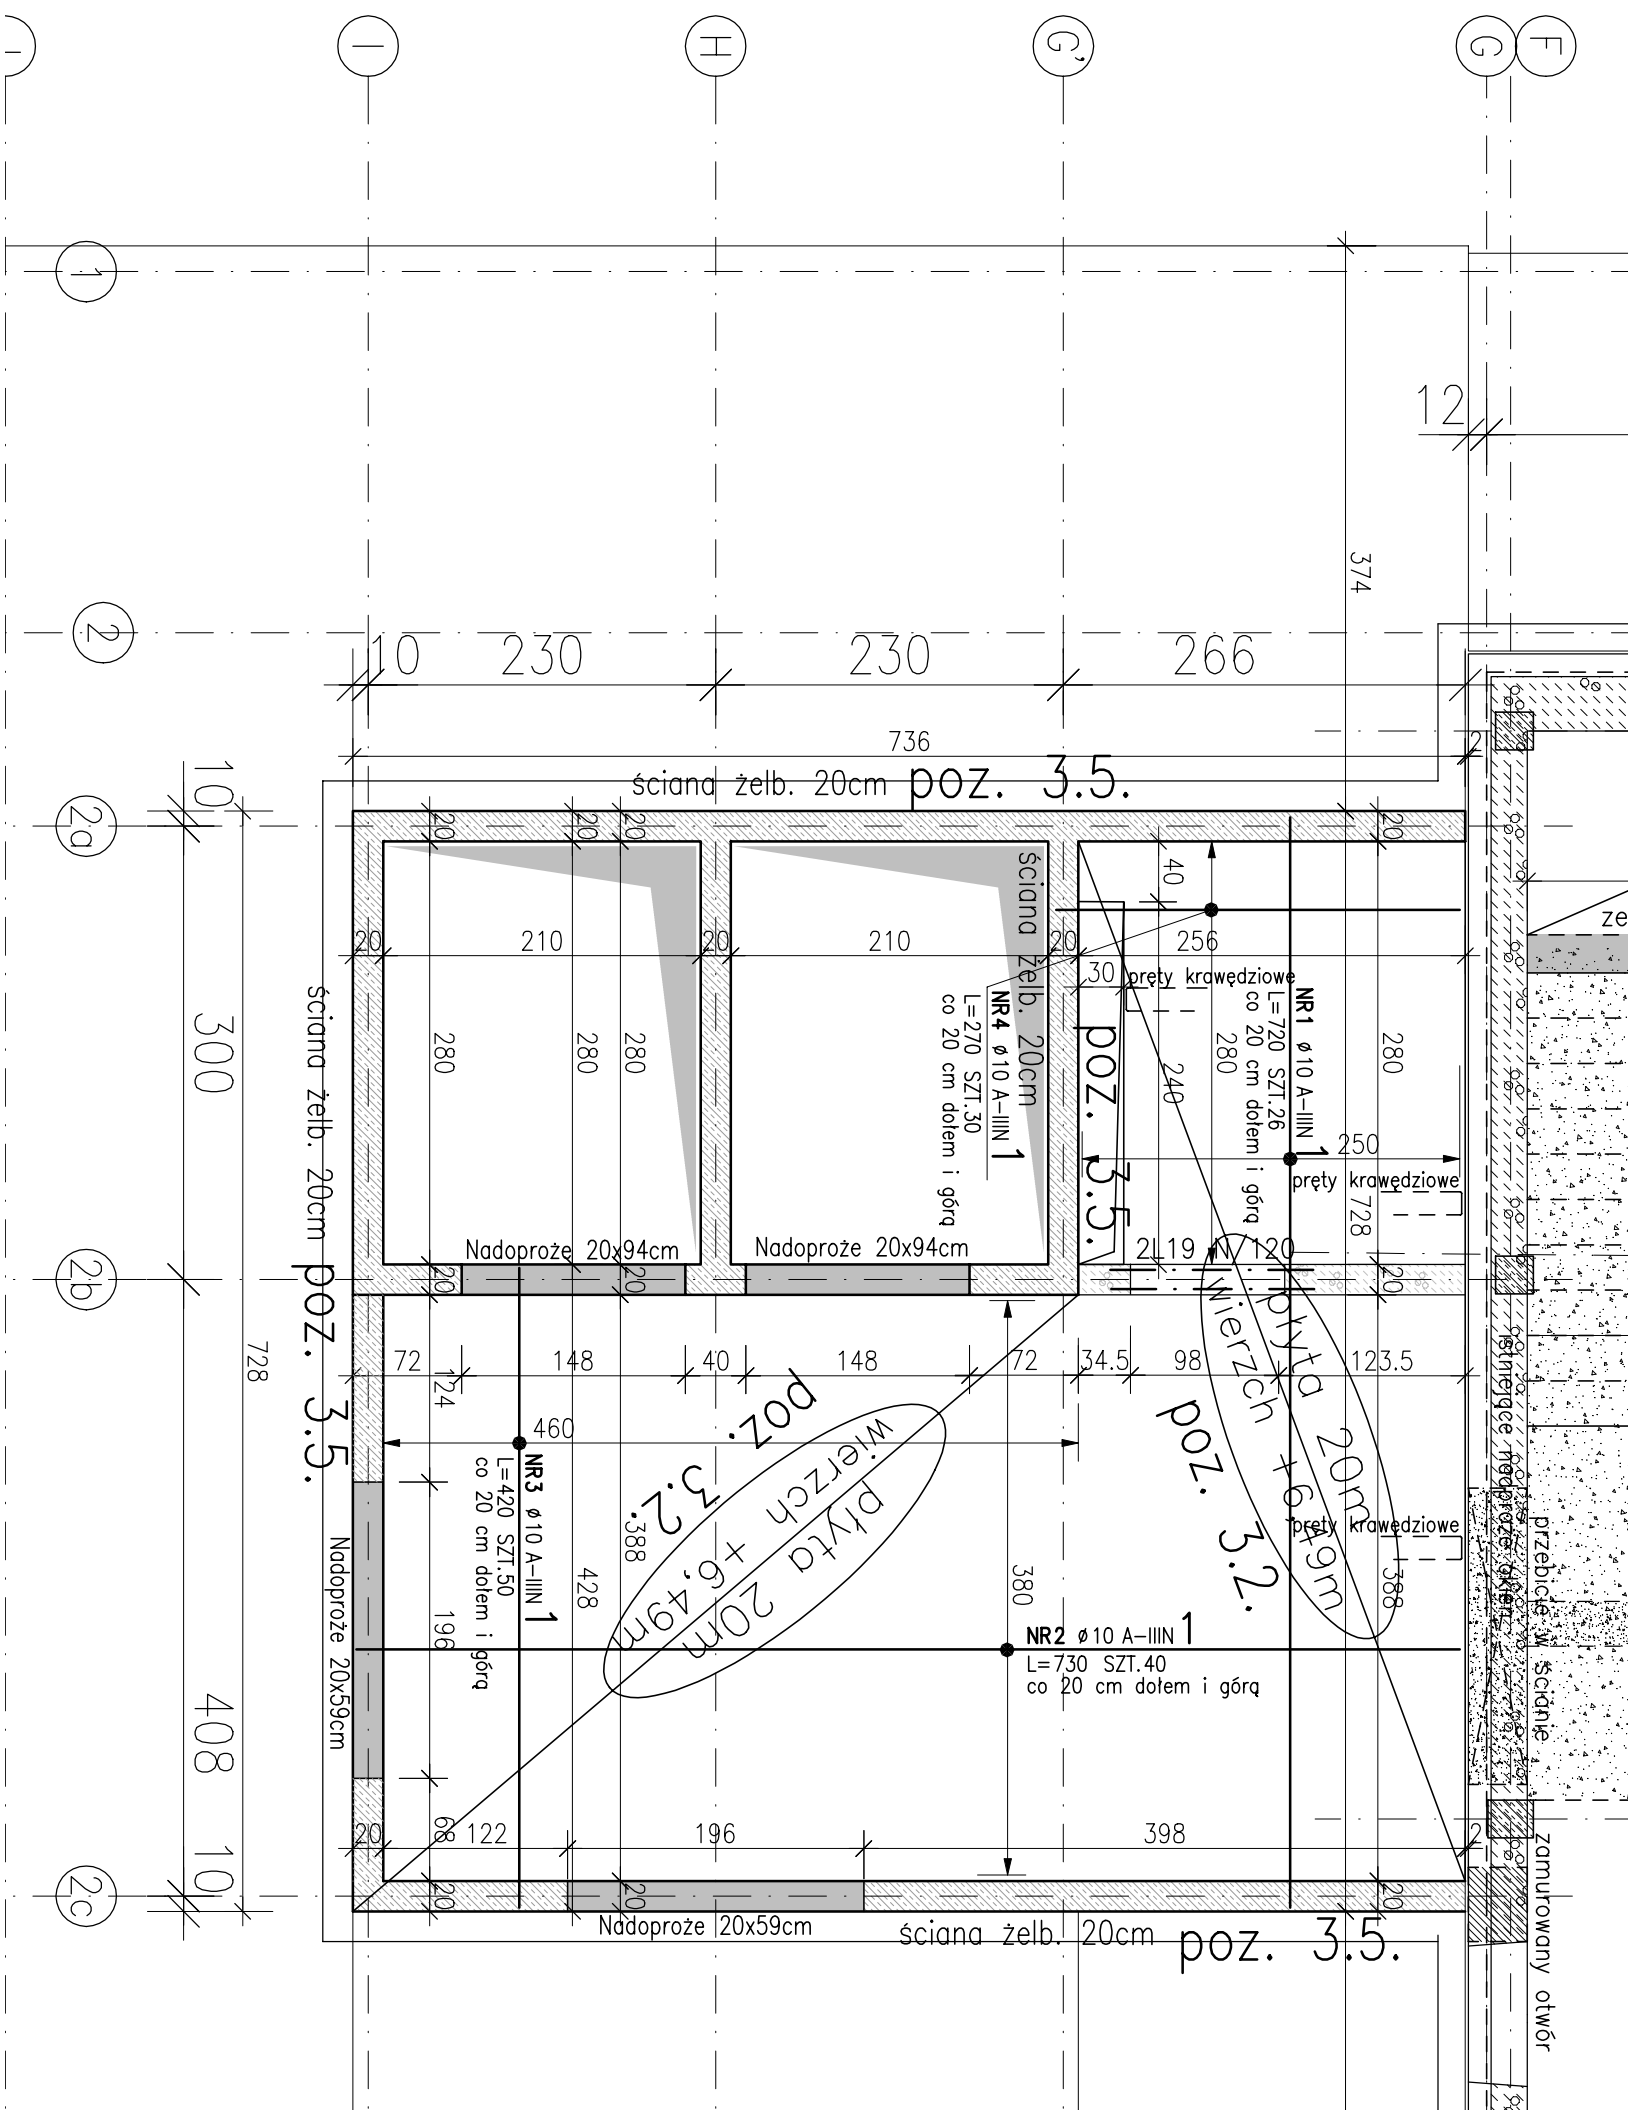 I
H
G'
G
F
1
12
374
2
10
230
230
266
736
2
ściana żelb. 20cm
poz. 3.5.
10
2a
20
20
20
20
40
20
210
20
210
20
256
30
pręty krawędziowe
ściana żelb. 20cm
280
280
280
280
280
240
NR4 ø10 A-IIIN 1
L=270 SZT.30
co 20 cm dołem i górą
NR1 ø10 A-IIIN 1
L=720 SZT.26
co 20 cm dołem i górą
poz. 3.5.
250
pręty krawędziowe
728
300
ściana żelb. 20cm
poz. 3.5.
Nadoproże 20x94cm
Nadoproże 20x94cm
2L19 N 120
2b
20
20
20
728
72
148
40
148
72
34.5
98
123.5
124
460
płyta 20m
wierzch +6,49m
poz. 3.2.
płyta 20m
wierzch +6,49m
poz. 3.2.
istniejące nadproże okien
przebicie w ścianie
pręty krawędziowe
NR3 ø10 A-IIIN 1
L=420 SZT.50
co 20 cm dołem i górą
388
428
380
388
196
NR2 ø10 A-IIIN 1
L=730 SZT.40
co 20 cm dołem i górą
Nadoproże 20x59cm
408
10
68
20
122
196
398
2
2c
20
20
20
Nadoproże 20x59cm
ściana żelb. 20cm
poz. 3.5.
zamurowany otwór